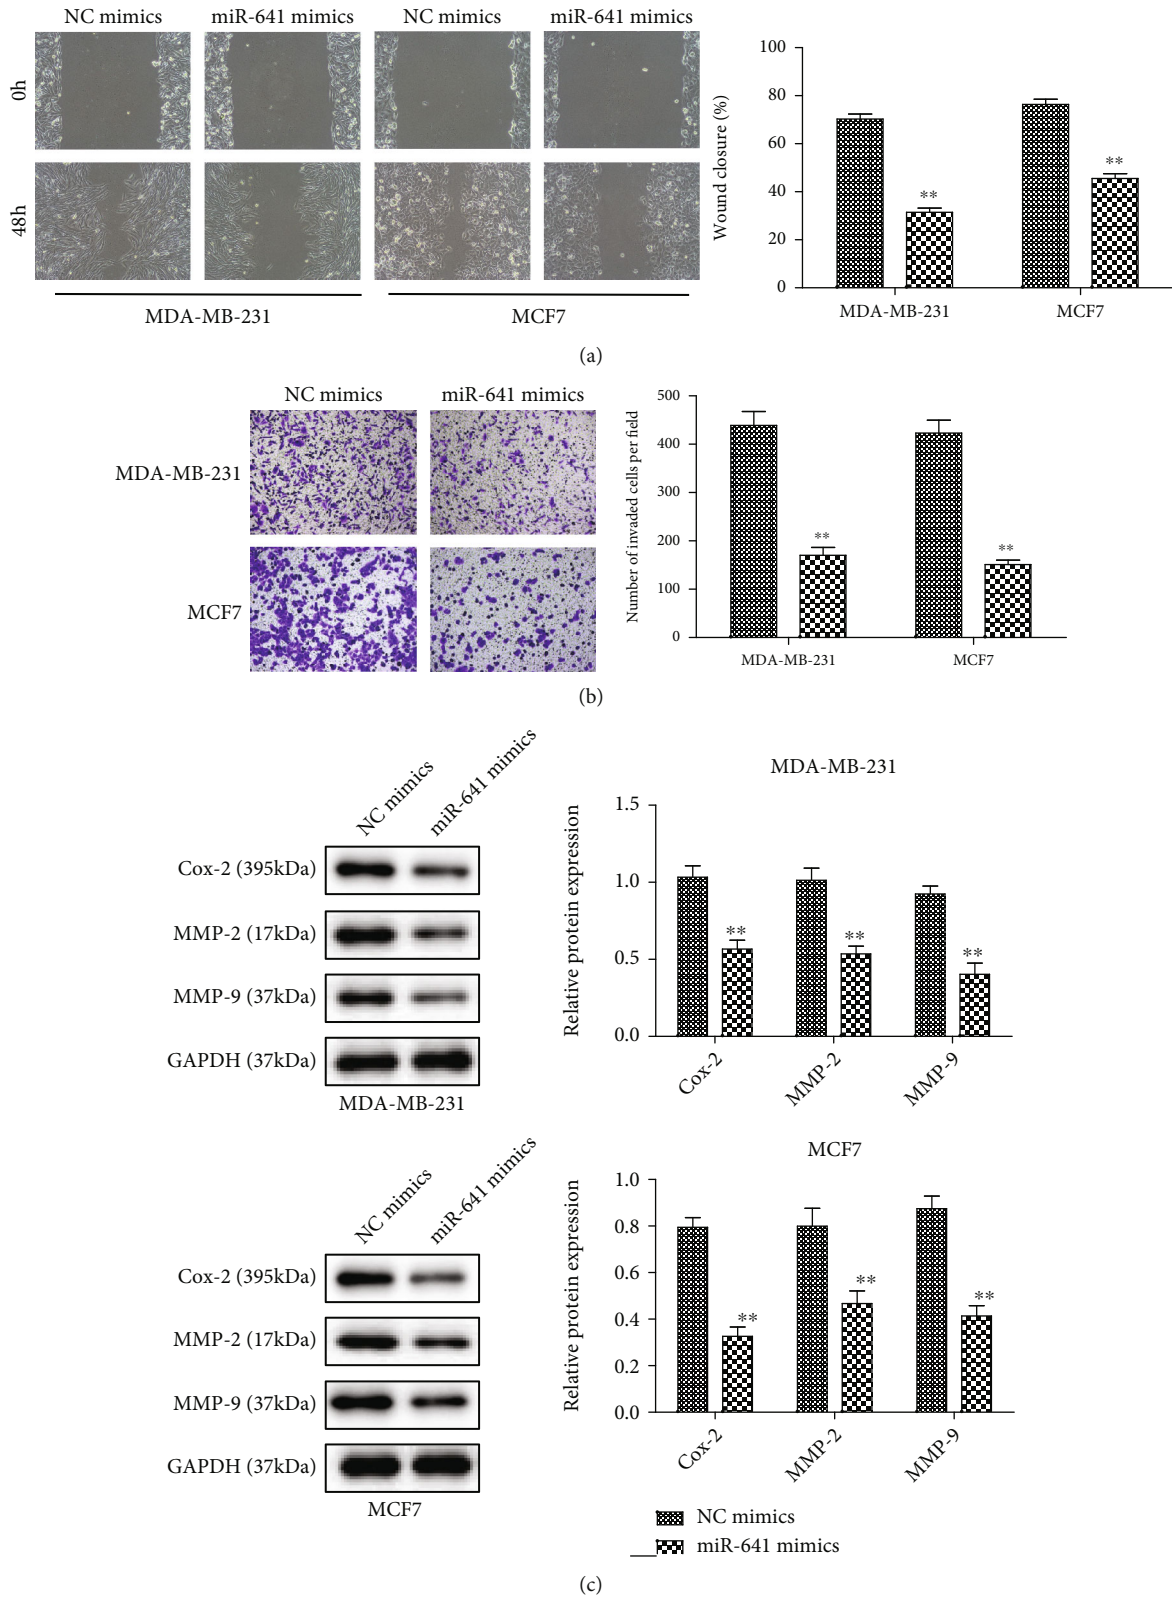 NC mimics miR-641 mimics NC mimics miR-641 mimics
0h
48h
MDA-MB-231 MCF7
Wound closure (%)
100
80
60
40
20
0
**
**
MDA-MB-231 MCF7
(a)
NC mimics miR-641 mimics
MDA-MB-231
MCF7
Number of invaded cells per field
500
400
300
200
100
0
**
**
MDA-MB-231 MCF7
(b)
NC mimics miR-641 mimics
Cox-2 (395kDa)
MMP-2 (17kDa)
MMP-9 (37kDa)
GAPDH (37kDa)
MDA-MB-231
MDA-MB-231
Relative protein expression
1.5
1.0
0.5
0.0
**
**
**
Cox-2 MMP-2 MMP-9
NC mimics miR-641 mimics
Cox-2 (395kDa)
MMP-2 (17kDa)
MMP-9 (37kDa)
GAPDH (37kDa)
MCF7
MCF7
Relative protein expression
1.0
0.8
0.6
0.4
0.2
0.0
**
**
**
Cox-2 MMP-2 MMP-9
NC mimics
miR-641 mimics
(c)